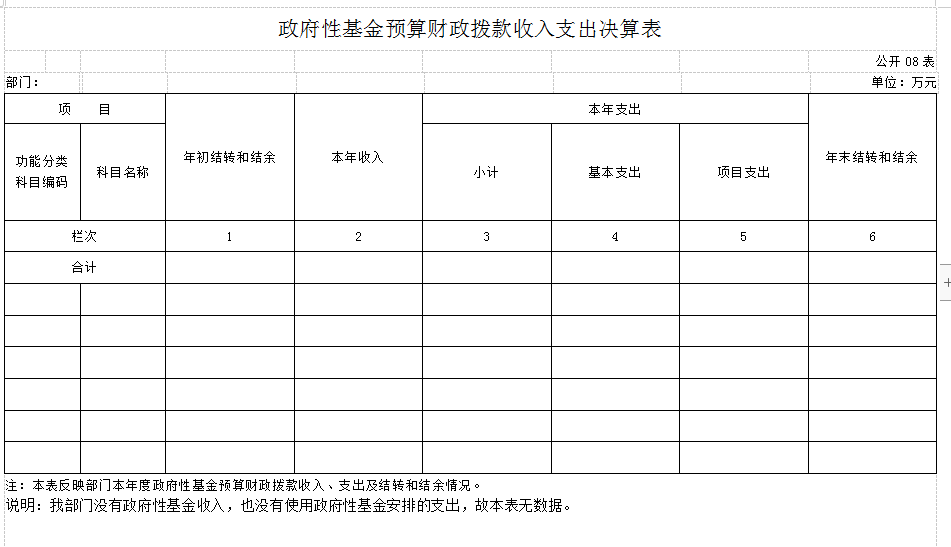 政府性基金预算财政拨款收入支出决算表
公开 08 表
部门：
单位：万元
项 目
年初结转和结余
本年收入
本年支出
年末结转和结余
功能分类
科目编码
科目名称
小计
基本支出
项目支出
栏次
1
2
3
4
5
6
合计
注：本表反映部门本年度政府性基金预算财政拨款收入、支出及结转和结余情况。
说明：我部门没有政府性基金收入，也没有使用政府性基金安排的支出，故本表无数据。